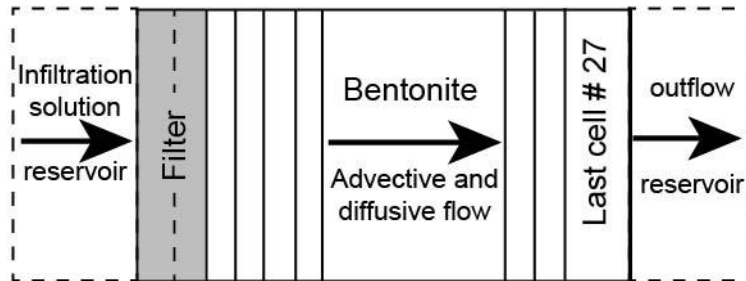 Infiltration
solution
reservoir
Filter
Bentonite
Advective and
diffusive flow
Last cell # 27
outflow
reservoir